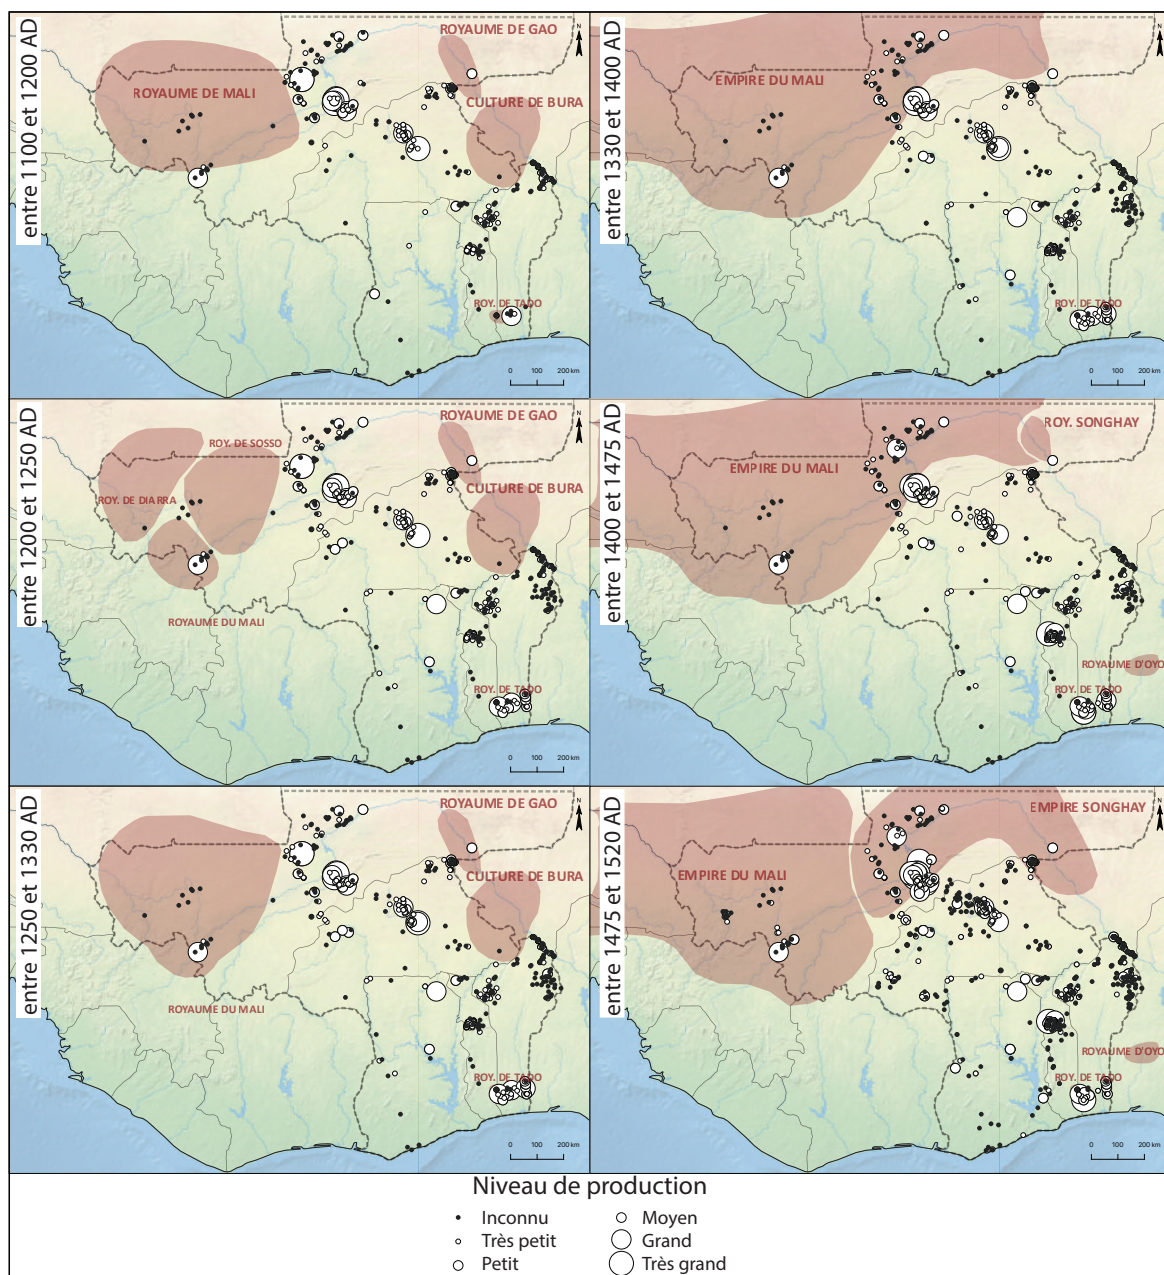 entre 1100 et 1200 AD
ROYAUME DE GAO
N
ROYAUME DE MALI
CULTURE DE BURA
ROY. DE TADO
0 100 200 km
entre 1330 et 1400 AD
N
EMPIRE DU MALI
ROY. DE TADO
0 100 200 km
entre 1200 et 1250 AD
ROYAUME DE GAO
N
ROY. DE SOSSO
CULTURE DE BURA
ROY. DE DIARRA
ROYAUME DU MALI
ROY. DE TADO
0 100 200 km
entre 1400 et 1475 AD
N
ROY. SONGHAY
EMPIRE DU MALI
ROYAUME D'OYO
ROY. DE TADO
0 100 200 km
entre 1250 et 1330 AD
ROYAUME DE GAO
N
CULTURE DE BURA
ROYAUME DU MALI
ROY. DE TADO
0 100 200 km
entre 1475 et 1520 AD
EMPIRE SONGHAY
N
EMPIRE DU MALI
ROYAUME D'OYO
ROY. DE TADO
0 100 200 km
Niveau de production
Inconnu
Très petit
Petit
Moyen
Grand
Très grand